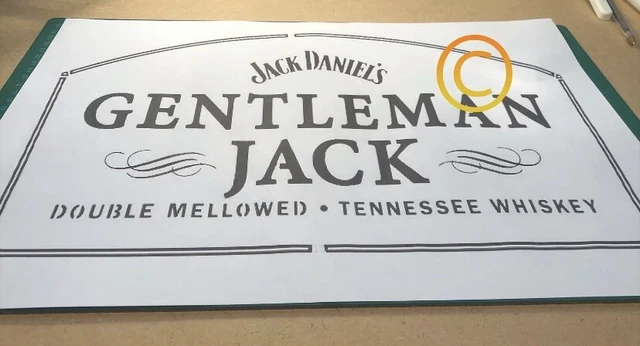 JACK DANIEL'S
©
GENTLEMAN
JACK
DOUBLE MELLOWED • TENNESSEE WHISKEY